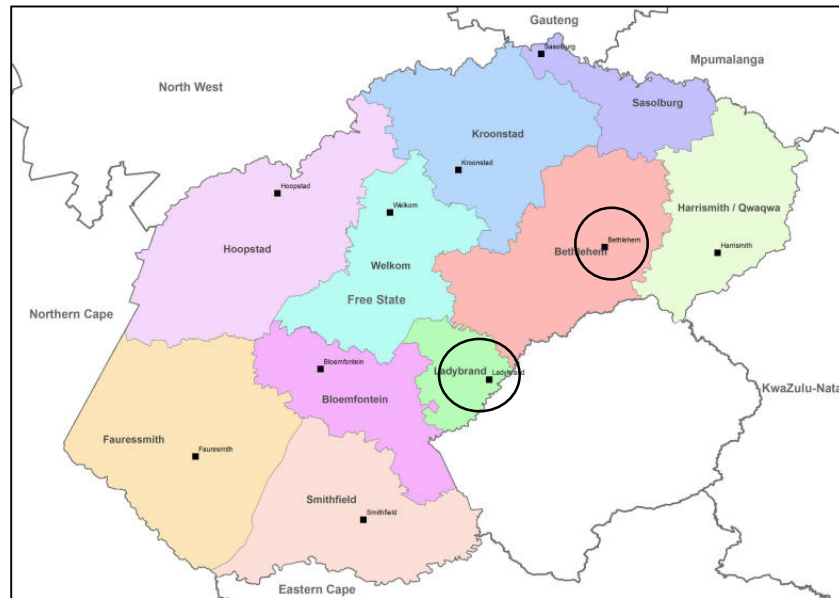 Gauteng
Sasolburg
Mpumalanga
North West
Sasolburg
Kroonstad
Kroonstad
Hoopstad
Harrismith / Qwaqwa
Welkom
Hoopstad
Bethlehem
Bethlehem
Harrismith
Welkom
Free State
Northern Cape
Bloemfontein
Ladybrand
Ladybrand
KwaZulu-Nata
Bloemfontein
Fauressmith
Fauresmith
Smithfield
Smithfield
Eastern Cape